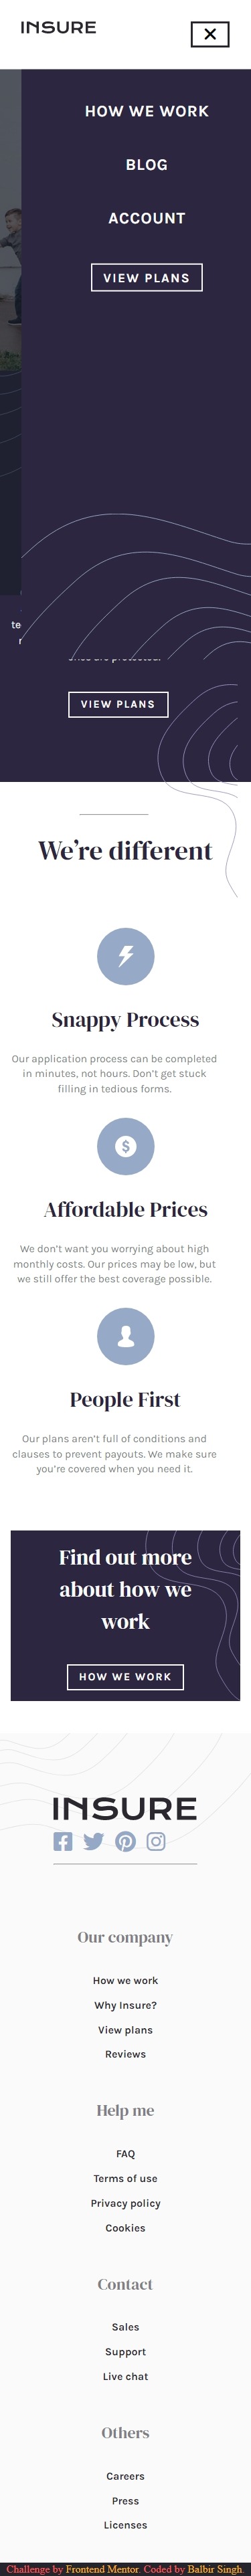 INSURE
HOW WE WORK
BLOG
ACCOUNT
VIEW PLANS
te
VIEW PLANS
We’re different
Snappy Process
Our application process can be completed
in minutes, not hours. Don’t get stuck
filling in tedious forms.
Affordable Prices
We don’t want you worrying about high
monthly costs. Our prices may be low, but
we still offer the best coverage possible.
People First
Our plans aren’t full of conditions and
clauses to prevent payouts. We make sure
you’re covered when you need it.
Find out more
about how we
work
HOW WE WORK
INSURE
Our company
How we work
Why Insure?
View plans
Reviews
Help me
FAQ
Terms of use
Privacy policy
Cookies
Contact
Sales
Support
Live chat
Others
Careers
Press
Licenses
Challenge by Frontend Mentor. Coded by Balbir Singh.